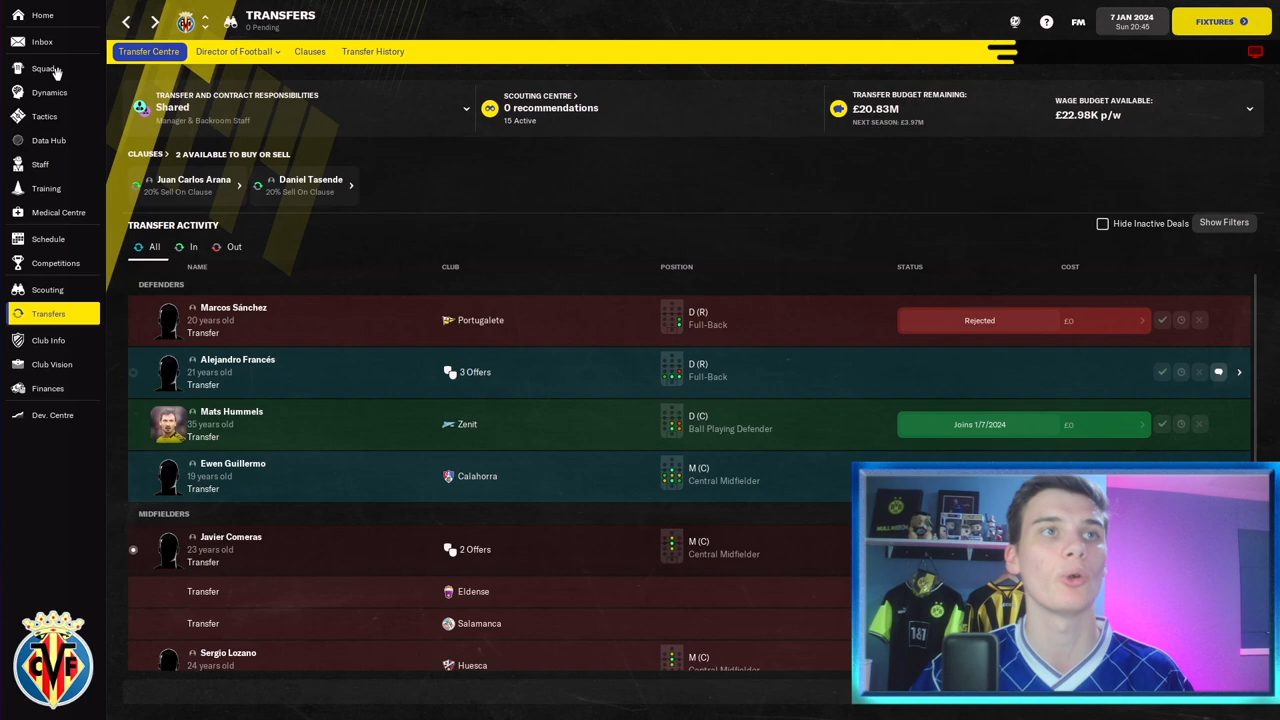 Home
Inbox
Squad
Dynamics
Tactics
Data Hub
Staff
Training
Medical Centre
Schedule
Competitions
Scouting
Transfers
Club Info
Club Vision
Finances
Dev. Centre
TRANSFERS
0 Pending
FM
7 JAN 2024
Sun 20:45
FIXTURES
Transfer Centre
Director of Football
Clauses
Transfer History
TRANSFER AND CONTRACT RESPONSIBILITIES
Shared
Manager & Backroom Staff
SCOUTING CENTRE >
0 recommendations
15 Active
TRANSFER BUDGET REMAINING:
£20.83M
NEXT SEASON: £3.97M
WAGE BUDGET AVAILABLE:
£22.98K p/w
CLAUSES > 2 AVAILABLE TO BUY OR SELL
Juan Carlos Arana
20% Sell On Clause
Daniel Tasende
20% Sell On Clause
TRANSFER ACTIVITY
Hide Inactive Deals
Show Filters
All
In
Out
NAME CLUB POSITION STATUS COST
DEFENDERS
Marcos Sánchez
20 years old
Transfer
Portugalete
D (R)
Full-Back
Rejected £0
Alejandro Francés
21 years old
Transfer
3 Offers
D (R)
Full-Back
Mats Hummels
35 years old
Transfer
Zenit
D (C)
Ball Playing Defender
Joins 1/7/2024 £0
Ewen Guillermo
19 years old
Transfer
Calahorra
M (C)
Central Midfielder
MIDFIELDERS
Javier Comeras
23 years old
Transfer
2 Offers
M (C)
Central Midfielder
Transfer Eldense
Transfer Salamanca
Sergio Lozano
24 years old
Huesca
M (C)
Central Midfielder